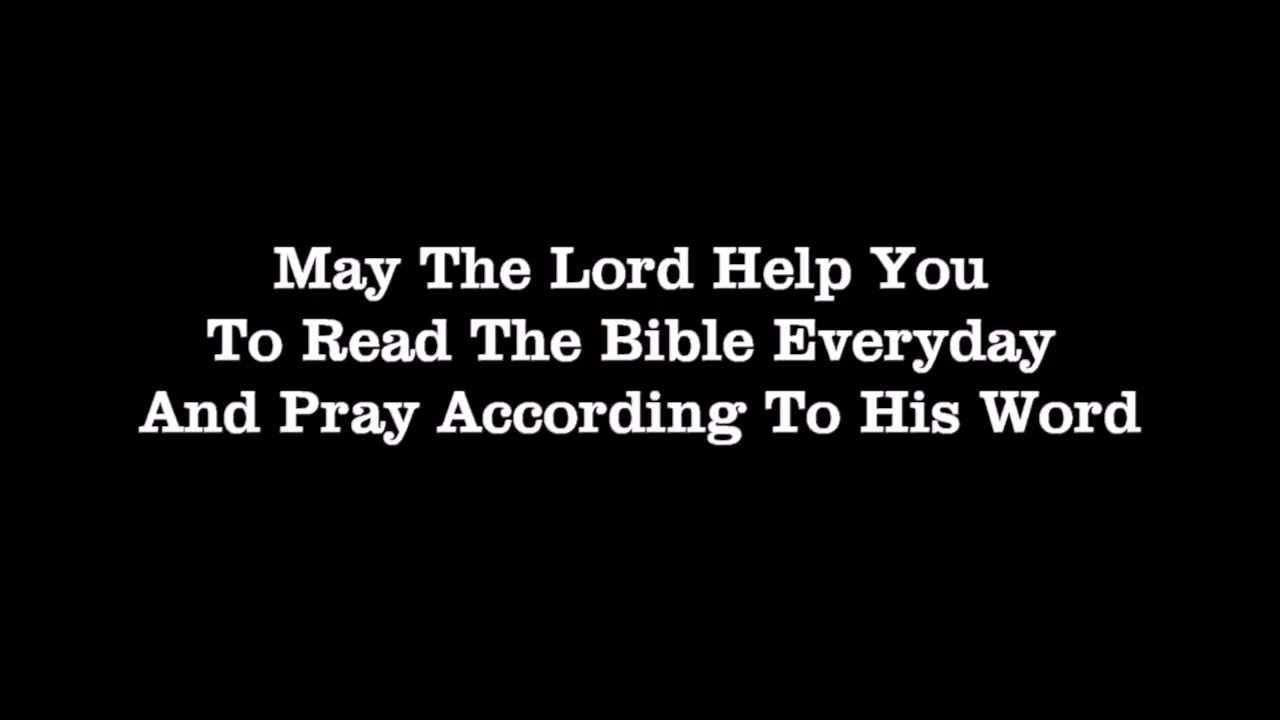 May The Lord Help You
To Read The Bible Everyday
And Pray According To His Word